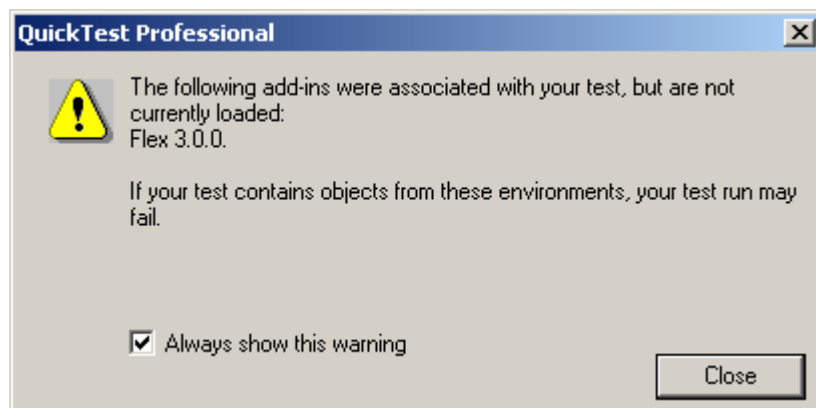 QuickTest Professional
The following add-ins were associated with your test, but are not
currently loaded:
Flex 3.0.0.
If your test contains objects from these environments, your test run may
fail.
Always show this warning
Close